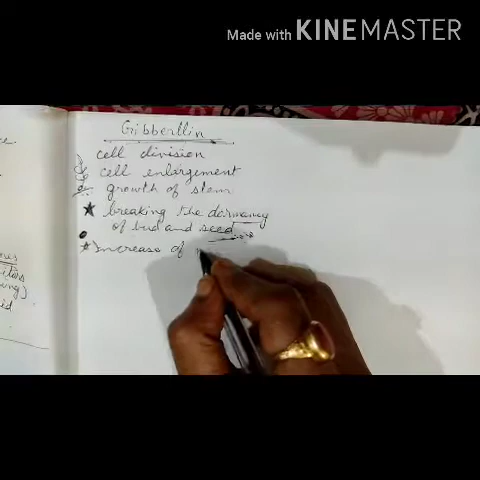 Made with KINEMASTER
Gibberllin
cell division
cell enlargement
growth of stem
★ breaking the dormancy
of bud and seed
★ Increase of